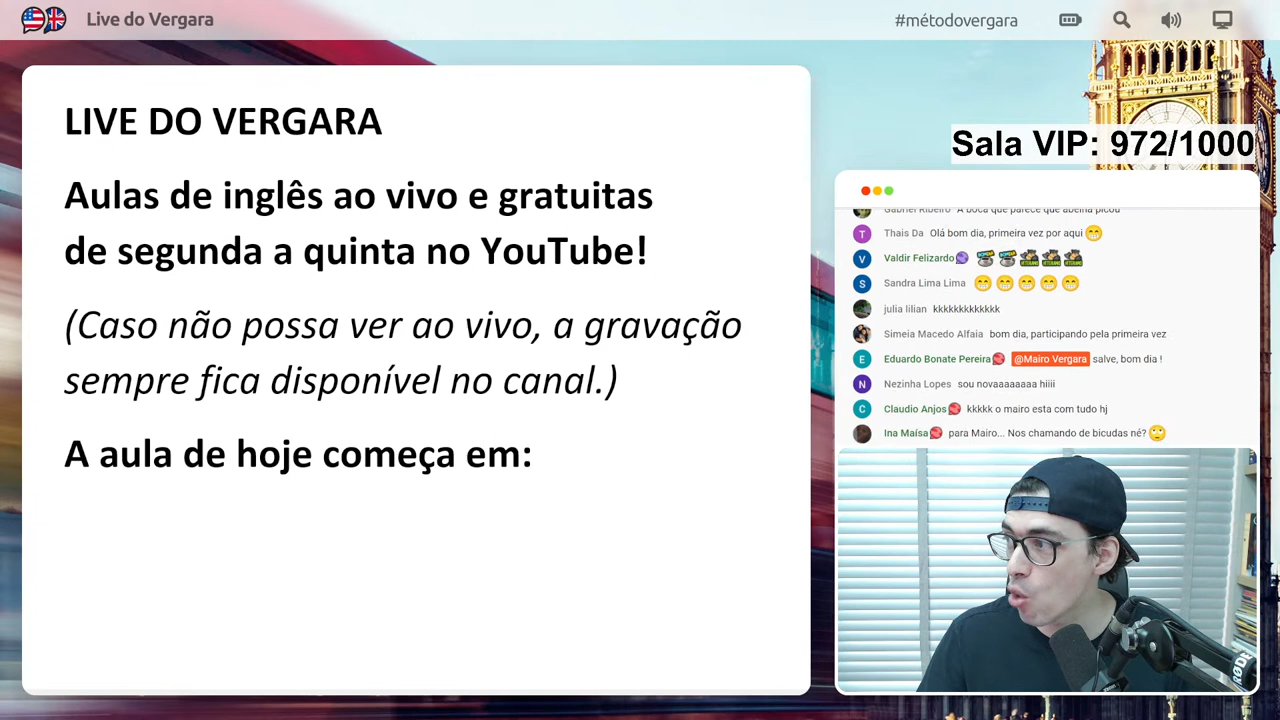 Live do Vergara
#métodovergara
LIVE DO VERGARA
Aulas de inglês ao vivo e gratuitas
de segunda a quinta no YouTube!
(Caso não possa ver ao vivo, a gravação
sempre fica disponível no canal.)
A aula de hoje começa em:
Sala VIP: 972/1000
Gabriel Ribeiro A boca que parece que abelha picou
T Thais Da Olá bom dia, primeira vez por aqui
V Valdir Felizardo
S Sandra Lima Lima
julia lilian kkkkkkkkkkkkk
Simeia Macedo Alfaia bom dia, participando pela primeira vez
E Eduardo Bonate Pereira @Mairo Vergara salve, bom dia !
N Nezinha Lopes sou novaaaaaaaa hiiii
C Claudio Anjos kkkkk o mairo esta com tudo hj
Ina Maísa para Mairo... Nos chamando de bicudas né?
RØDE